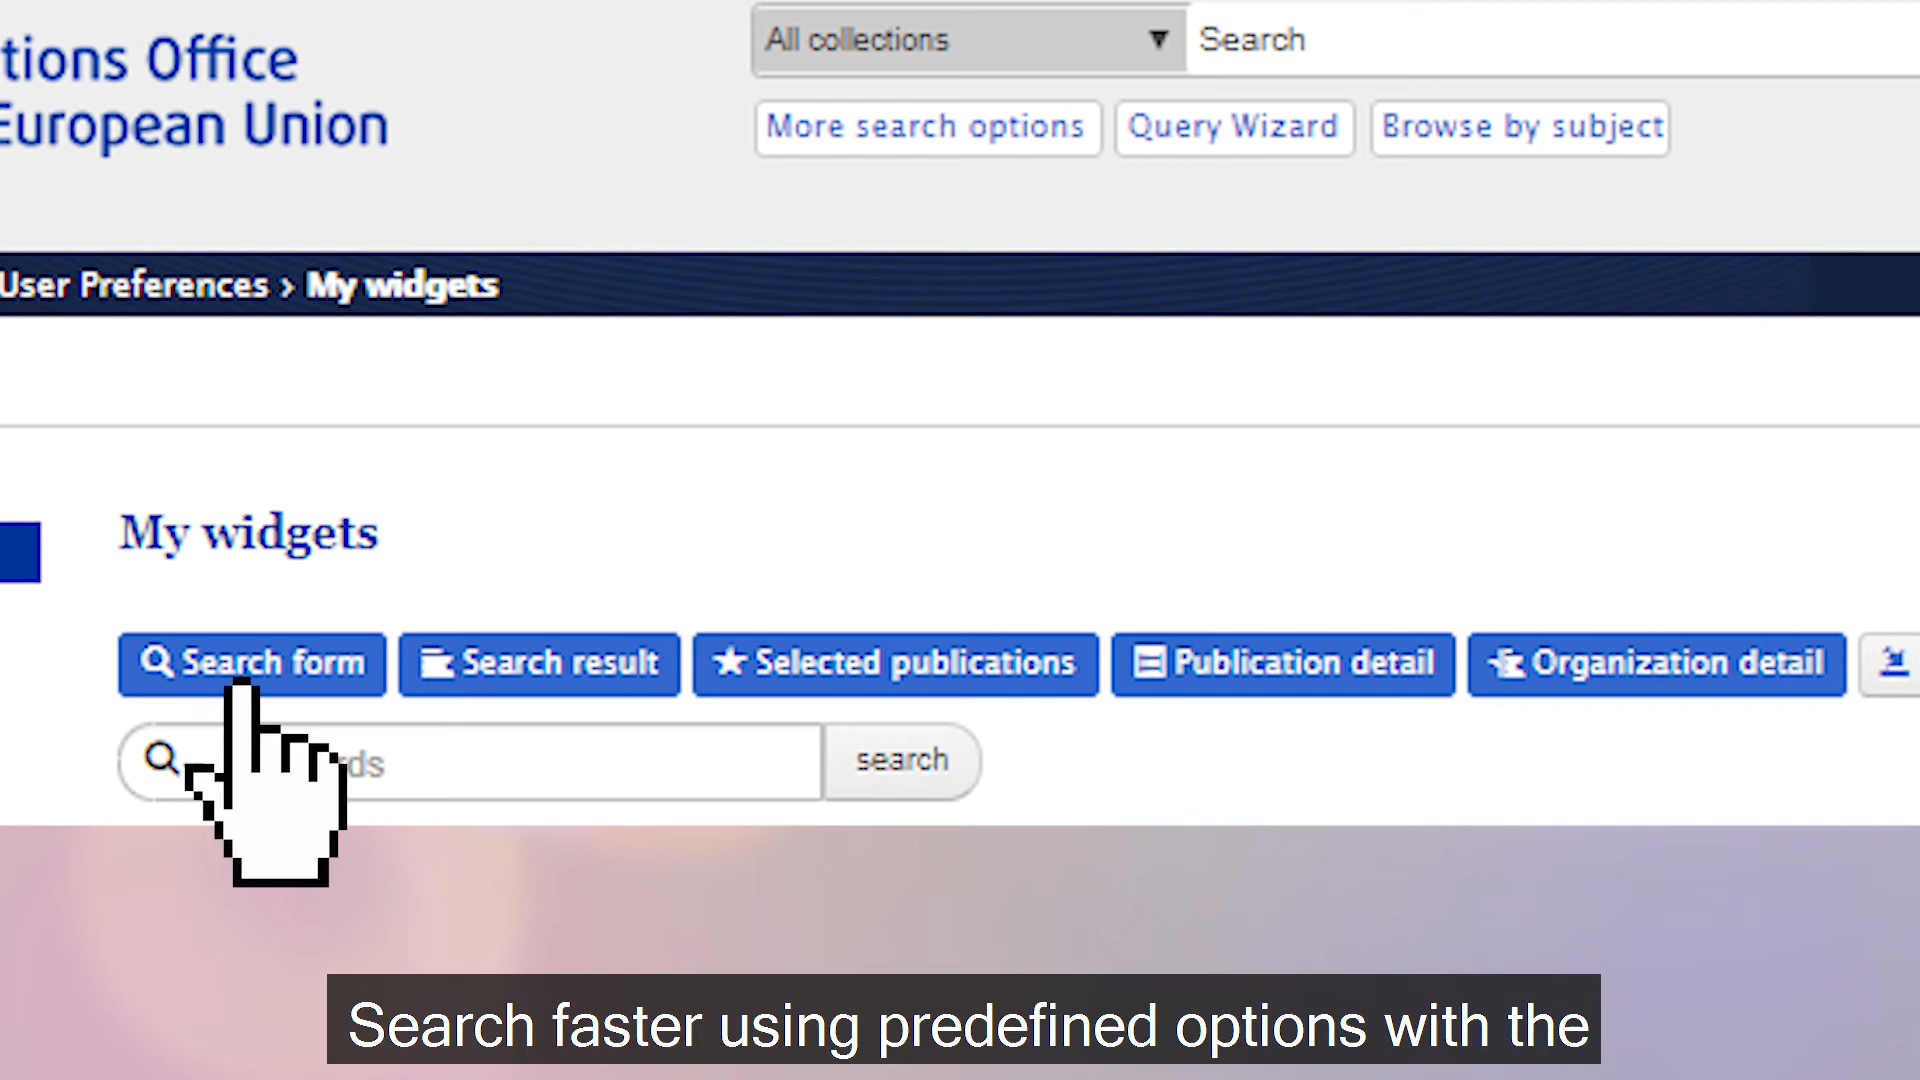 tions Office
European Union
All collections
Search
More search options
Query Wizard
Browse by subject
User Preferences › My widgets
My widgets
Search form
Search result
Selected publications
Publication detail
Organization detail
search
Search faster using predefined options with the